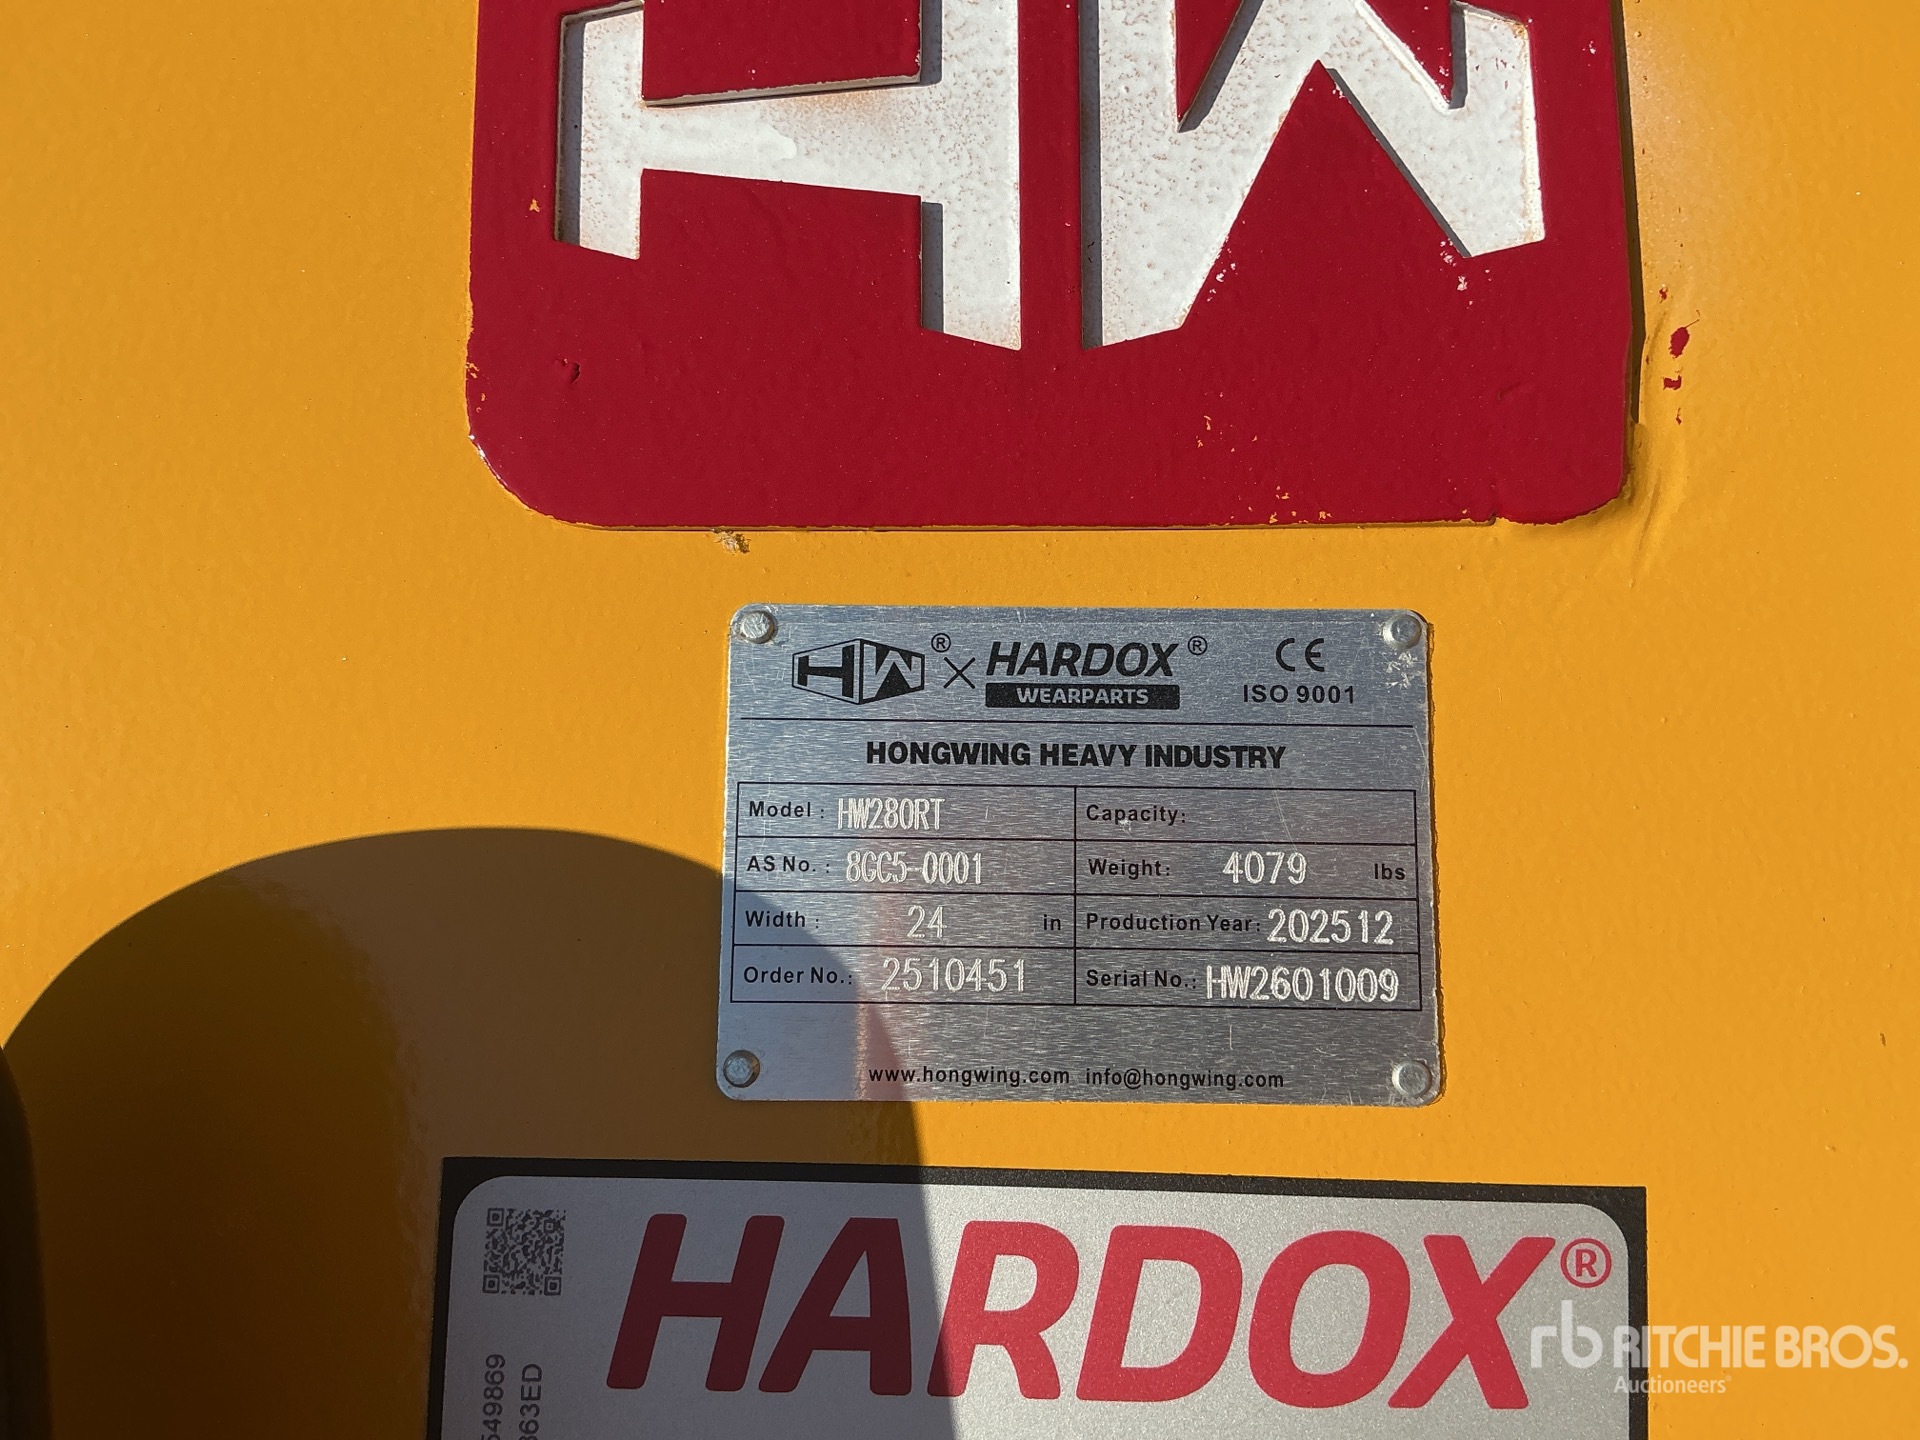 HW
HW® × HARDOX® WEARPARTS CE
ISO 9001
HONGWING HEAVY INDUSTRY
Model: HW280RT Capacity:
AS No.: 8GC5-0001 Weight: 4079 lbs
Width: 24 in Production Year: 202512
Order No.: 2510451 Serial No.: HW2601009
www.hongwing.com info@hongwing.com
HARDOX®
rb RITCHIE BROS.
Auctioneers